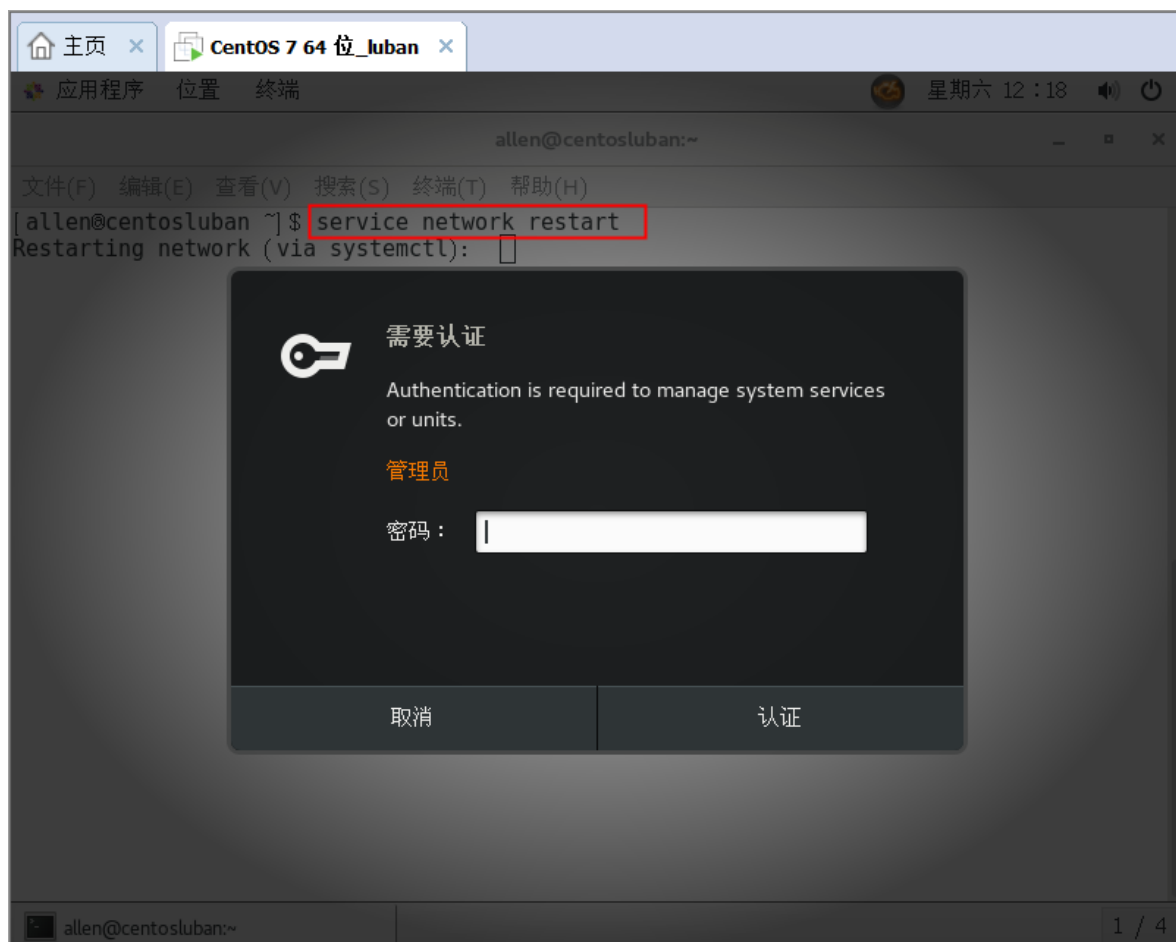 主页 ×
CentOS 7 64 位_luban ×
应用程序 位置 终端 星期六 12：18
allen@centosluban:~
文件(F) 编辑(E) 查看(V) 搜索(S) 终端(T) 帮助(H)
[allen@centosluban ~]$ service network restart
Restarting network (via systemctl):
需要认证
Authentication is required to manage system services
or units.
管理员
密码：
取消 认证
allen@centosluban:~ 1 / 4